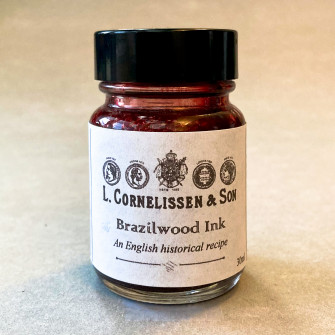 L. Cornelissen & Son
Brazilwood Ink
An English historical recipe
30ml